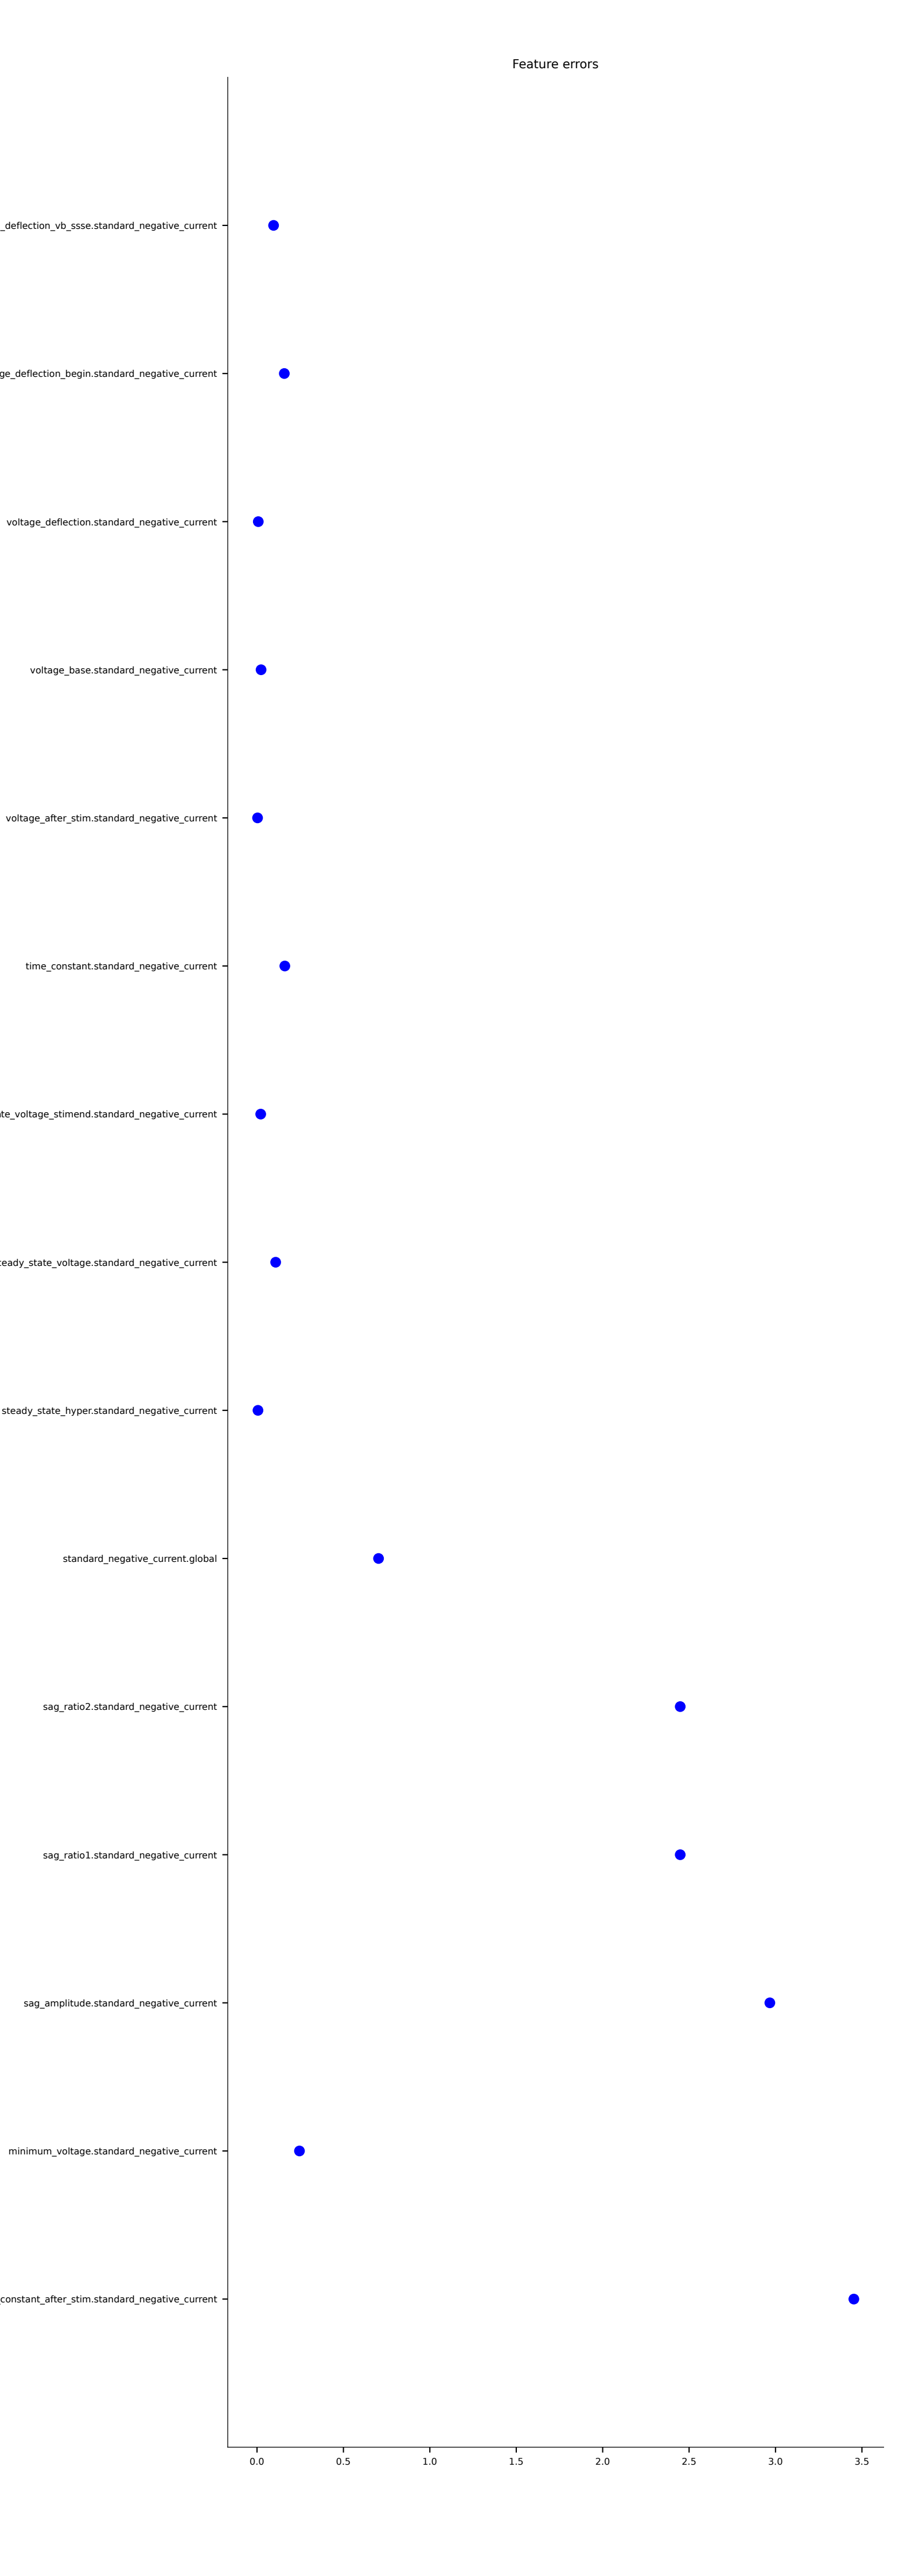 Feature errors
_deflection_vb_ssse.standard_negative_current
ge_deflection_begin.standard_negative_current
voltage_deflection.standard_negative_current
voltage_base.standard_negative_current
voltage_after_stim.standard_negative_current
time_constant.standard_negative_current
te_voltage_stimend.standard_negative_current
eady_state_voltage.standard_negative_current
steady_state_hyper.standard_negative_current
standard_negative_current.global
sag_ratio2.standard_negative_current
sag_ratio1.standard_negative_current
sag_amplitude.standard_negative_current
minimum_voltage.standard_negative_current
constant_after_stim.standard_negative_current
0.0 0.5 1.0 1.5 2.0 2.5 3.0 3.5